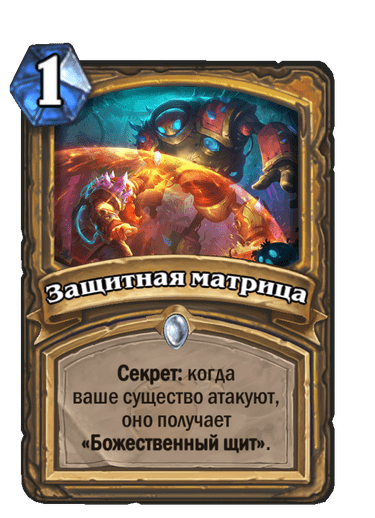 1
Защитная матрица
Секрет: когда
ваше существо атакуют,
оно получает
«Божественный щит».